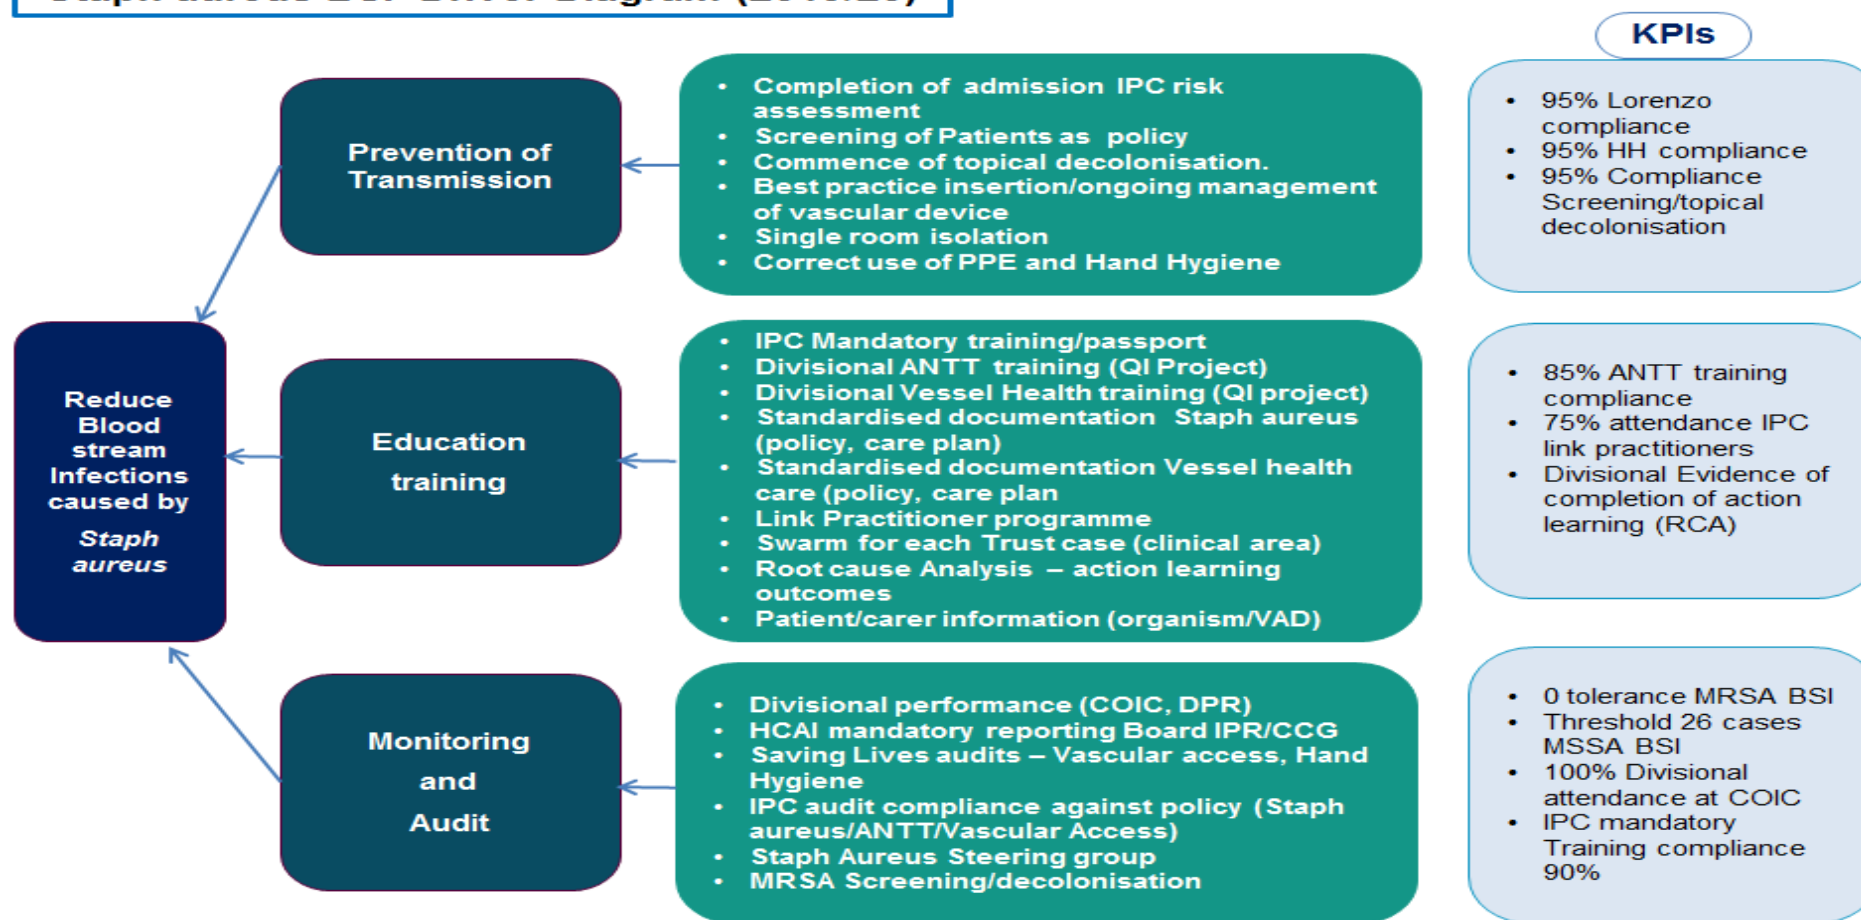 KPIs
Prevention of
Transmission
• Completion of admission IPC risk
assessment
• Screening of Patients as policy
• Commence of topical decolonisation.
• Best practice insertion/ongoing management
of vascular device
• Single room isolation
• Correct use of PPE and Hand Hygiene
• 95% Lorenzo
compliance
• 95% HH compliance
• 95% Compliance
Screening/topical
decolonisation
Reduce
Blood
stream
Infections
caused by
Staph
aureus
Education
training
• IPC Mandatory training/passport
• Divisional ANTT training (QI Project)
• Divisional Vessel Health training (QI project)
• Standardised documentation Staph aureus
(policy, care plan)
• Standardised documentation Vessel health
care (policy, care plan
• Link Practitioner programme
• Swarm for each Trust case (clinical area)
• Root cause Analysis – action learning
outcomes
• Patient/carer information (organism/VAD)
• 85% ANTT training
compliance
• 75% attendance IPC
link practitioners
• Divisional Evidence of
completion of action
learning (RCA)
Monitoring
and
Audit
• Divisional performance (COIC, DPR)
• HCAI mandatory reporting Board IPR/CCG
• Saving Lives audits – Vascular access, Hand
Hygiene
• IPC audit compliance against policy (Staph
aureus/ANTT/Vascular Access)
• Staph Aureus Steering group
• MRSA Screening/decolonisation
• 0 tolerance MRSA BSI
• Threshold 26 cases
MSSA BSI
• 100% Divisional
attendance at COIC
• IPC mandatory
Training compliance
90%